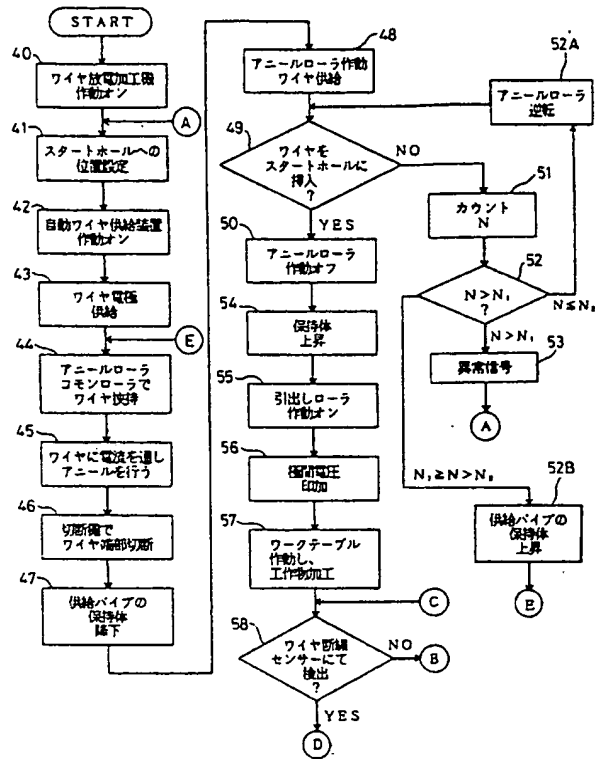 START
40
ワイヤ放電加工機
作動オン
A
41
スタートホールへの
位置設定
42
自動ワイヤ供給装置
作動オン
43
ワイヤ電極
供給
E
44
アニールローラ
コモンローラで
ワイヤ挟持
45
ワイヤに電流を通し
アニールを行う
46
切断機で
ワイヤ端部切断
47
供給パイプの
保持体
降下
48
アニールローラ作動
ワイヤ供給
49
ワイヤを
スタートホールに
挿入
?
NO
YES
50
アニールローラ
作動オフ
54
保持体
上昇
55
引出しローラ
作動オン
56
極間電圧
印加
57
ワークテーブル
作動し、
工作物加工
C
58
ワイヤ断線
センサーにて
検出
?
NO
B
YES
D
52A
アニールローラ
逆転
51
カウント
N
52
N>N₁
?
N≦N₂
N>N₁
53
異常信号
A
N₁≧N>N₂
52B
供給パイプの
保持体
上昇
E